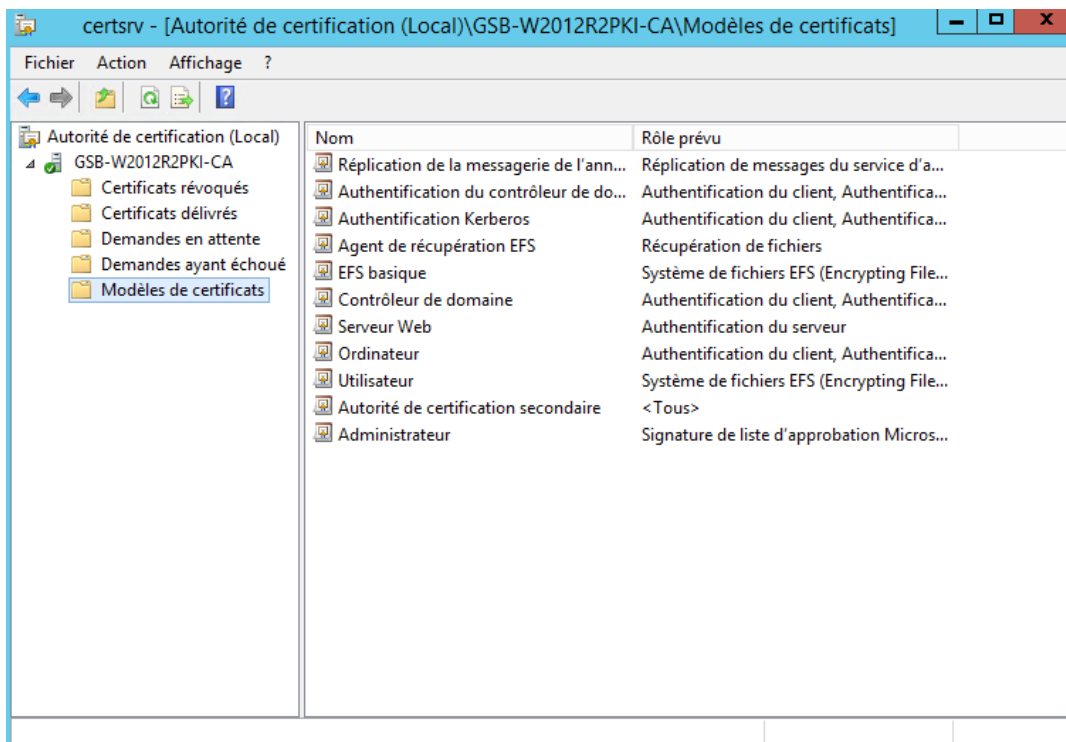 certsrv - [Autorité de certification (Local)\GSB-W2012R2PKI-CA\Modèles de certificats]
Fichier Action Affichage ?
Autorité de certification (Local)
GSB-W2012R2PKI-CA
Certificats révoqués
Certificats délivrés
Demandes en attente
Demandes ayant échoué
Modèles de certificats
Nom Rôle prévu
Réplication de la messagerie de l'ann... Réplication de messages du service d'a...
Authentification du contrôleur de do... Authentification du client, Authentifica...
Authentification Kerberos Authentification du client, Authentifica...
Agent de récupération EFS Récupération de fichiers
EFS basique Système de fichiers EFS (Encrypting File...
Contrôleur de domaine Authentification du client, Authentifica...
Serveur Web Authentification du serveur
Ordinateur Authentification du client, Authentifica...
Utilisateur Système de fichiers EFS (Encrypting File...
Autorité de certification secondaire <Tous>
Administrateur Signature de liste d'approbation Micros...